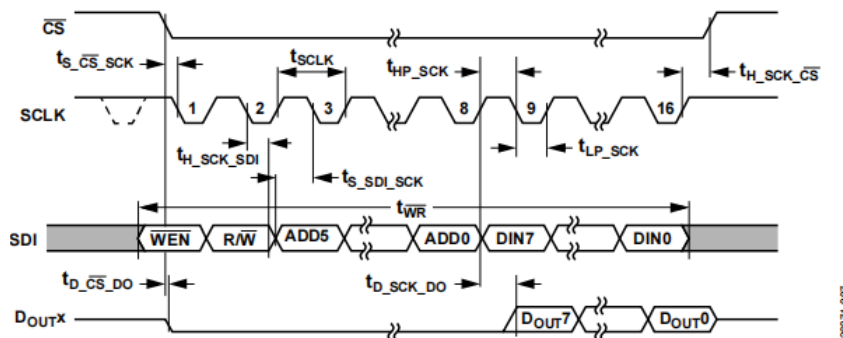 CS
tS_CS_SCK
tSCLK
tHP_SCK
tH_SCK_CS
SCLK
1
2
3
8
9
16
tH_SCK_SDI
tS_SDI_SCK
tLP_SCK
tWR
SDI
WEN
R/W
ADD5
ADD0
DIN7
DIN0
tD_CS_DO
tD_SCK_DO
DOUTx
DOUT7
DOUT0